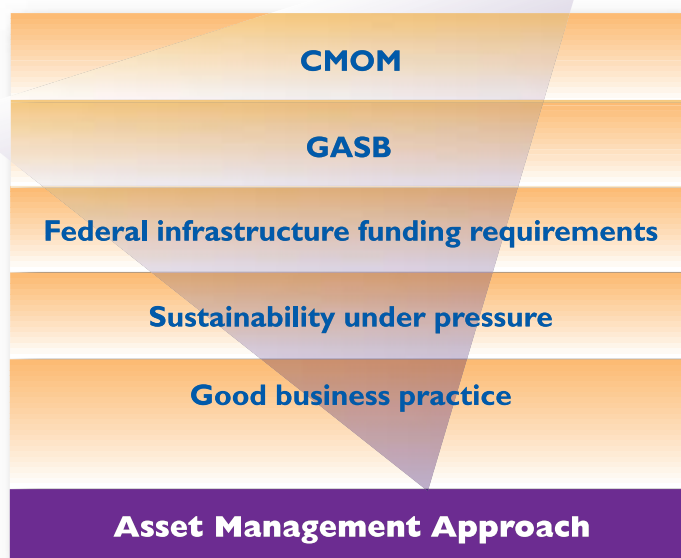 CMOM
GASB
Federal infrastructure funding requirements
Sustainability under pressure
Good business practice
Asset Management Approach